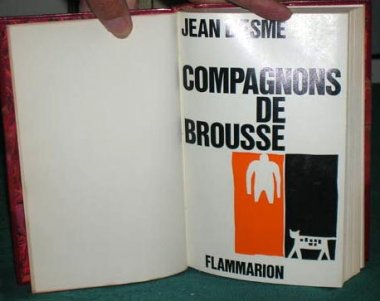 JEAN D'ESME
COMPAGNONS
DE
BROUSSE
FLAMMARION